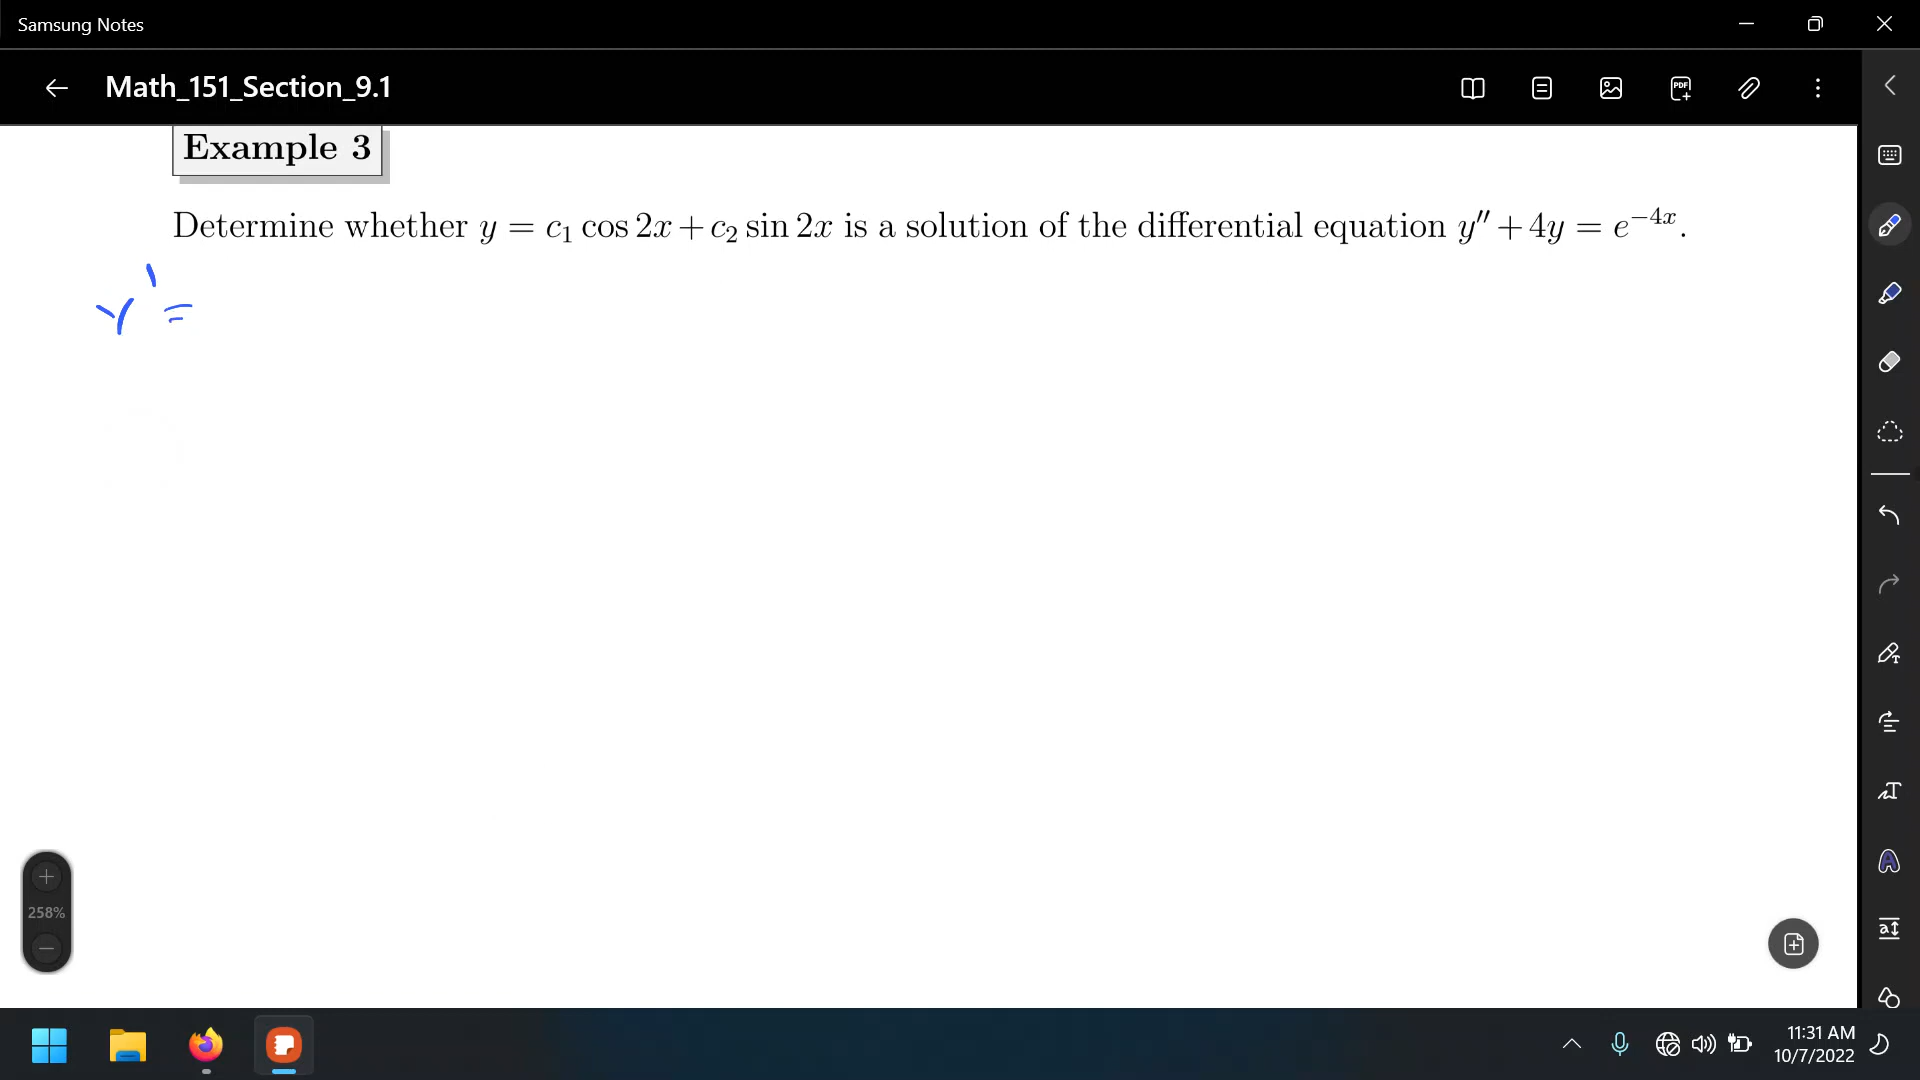 Samsung Notes
Math_151_Section_9.1
PDF
Example 3
Determine whether y = c₁ cos 2x + c₂ sin 2x is a solution of the differential equation y″ + 4y = e⁻⁴ˣ.
y' =
258%
11:31 AM
10/7/2022